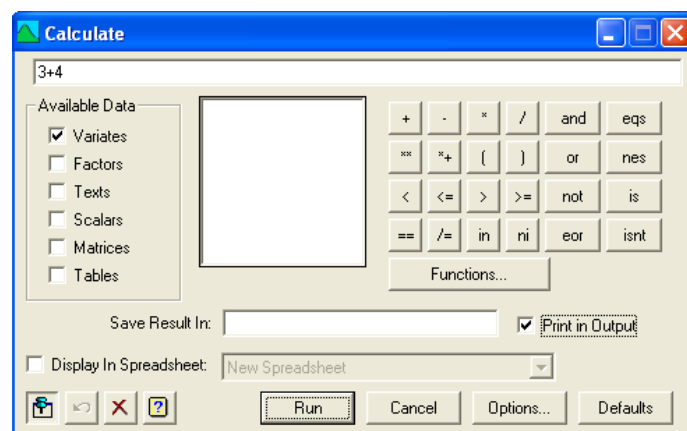 Calculate
3+4
Available Data
Variates
Factors
Texts
Scalars
Matrices
Tables
+ - * / and eqs
** *+ ( ) or nes
< <= > >= not is
== /= in ni eor isnt
Functions...
Save Result In:
Print in Output
Display In Spreadsheet: New Spreadsheet
Run Cancel Options... Defaults